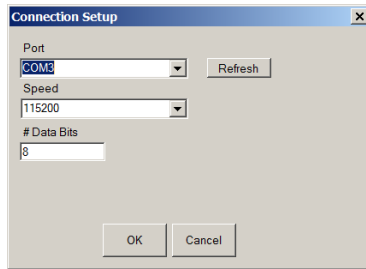 Connection Setup
Port
COM3
Refresh
Speed
115200
# Data Bits
8
OK
Cancel